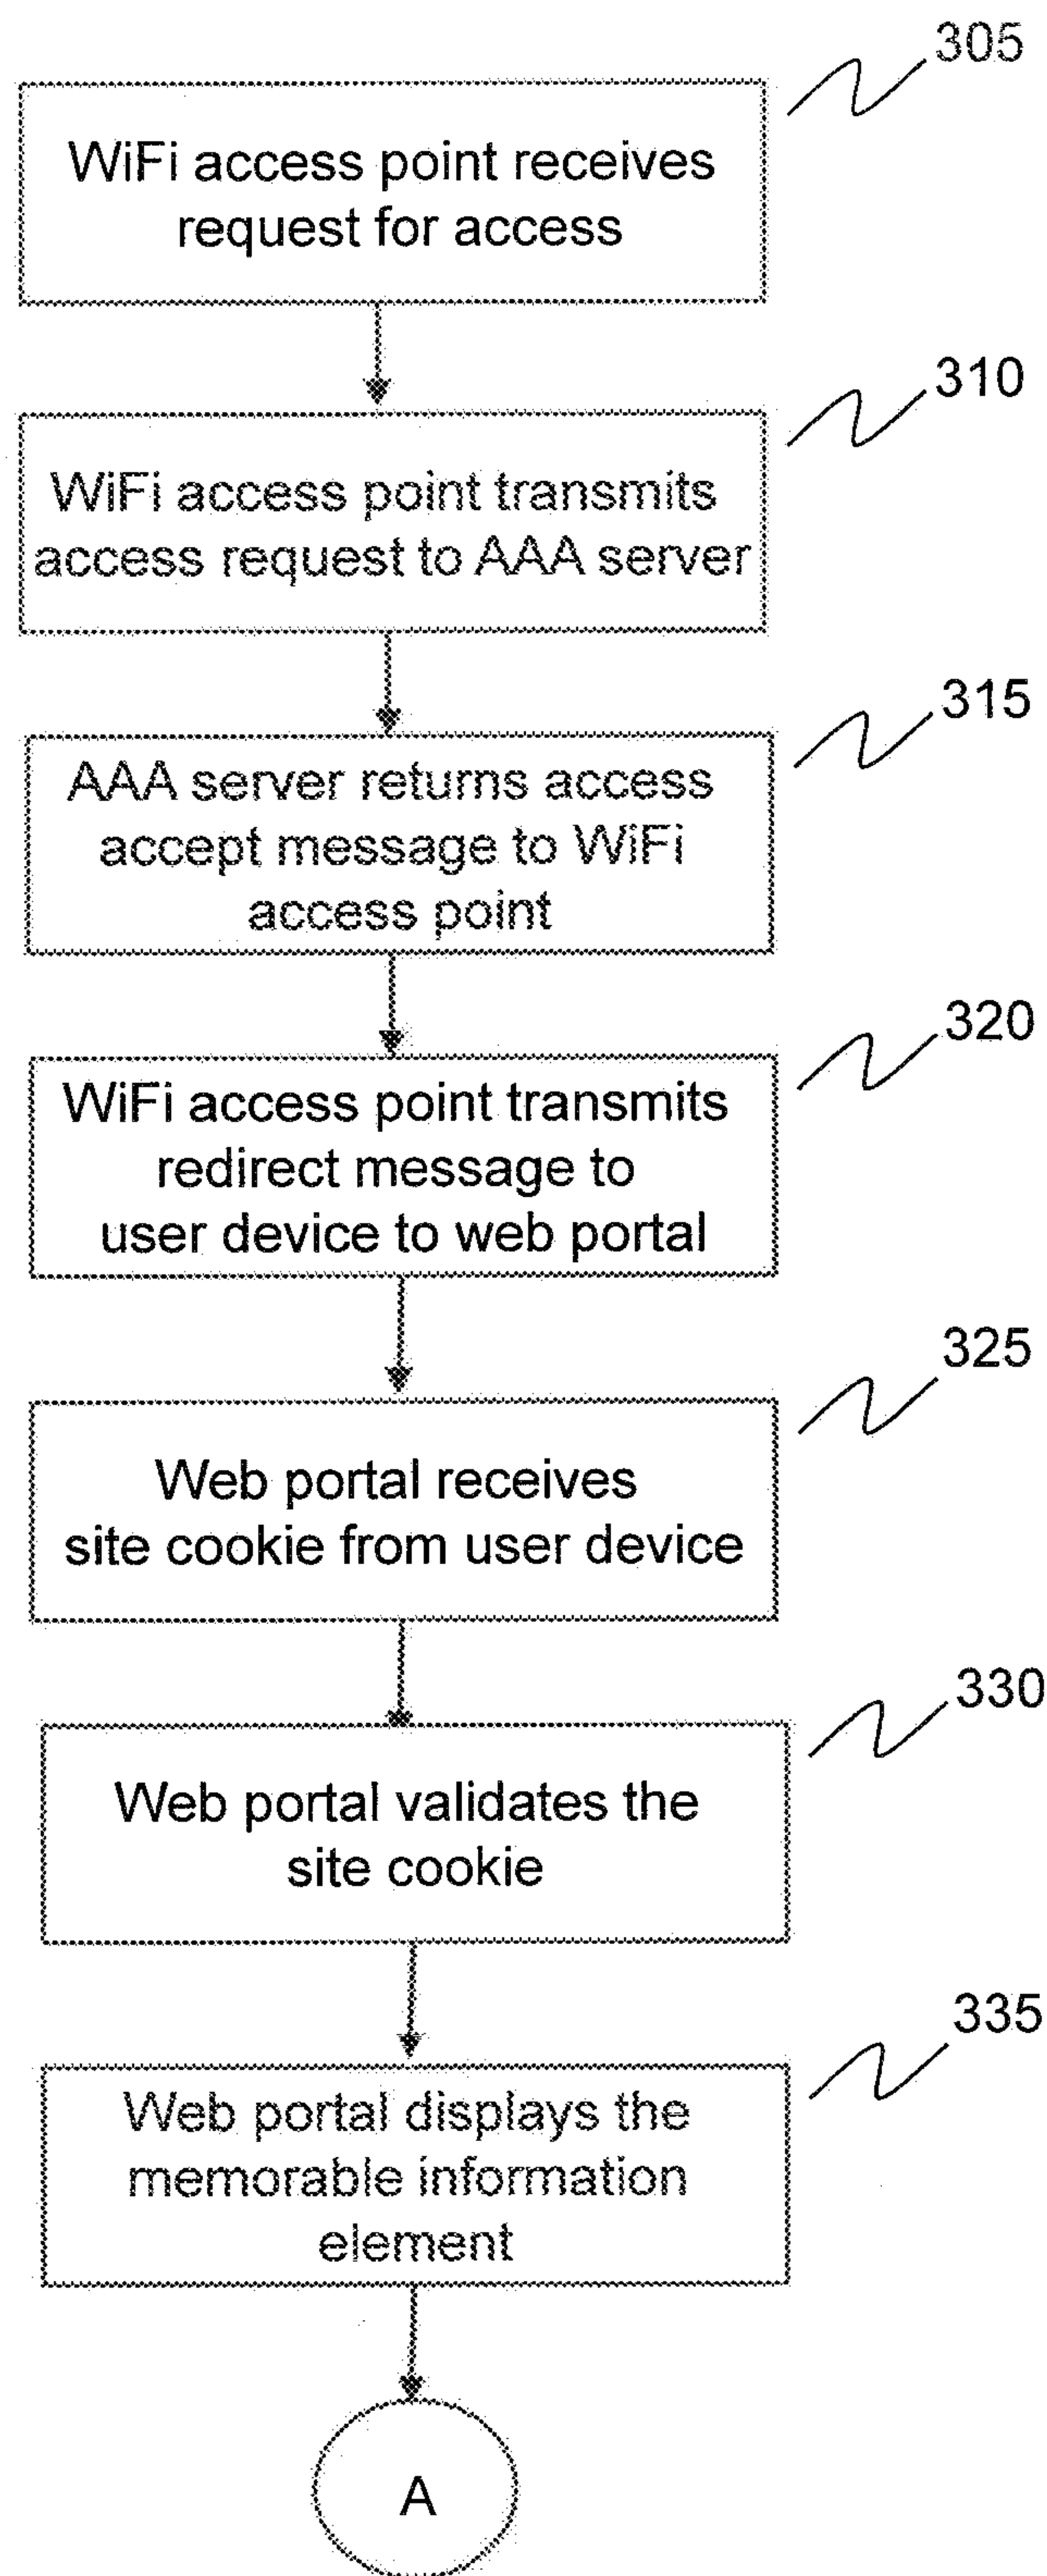 305
WiFi access point receives
request for access
310
WiFi access point transmits
access request to AAA server
315
AAA server returns access
accept message to WiFi
access point
320
WiFi access point transmits
redirect message to
user device to web portal
325
Web portal receives
site cookie from user device
330
Web portal validates the
site cookie
335
Web portal displays the
memorable information
element
A